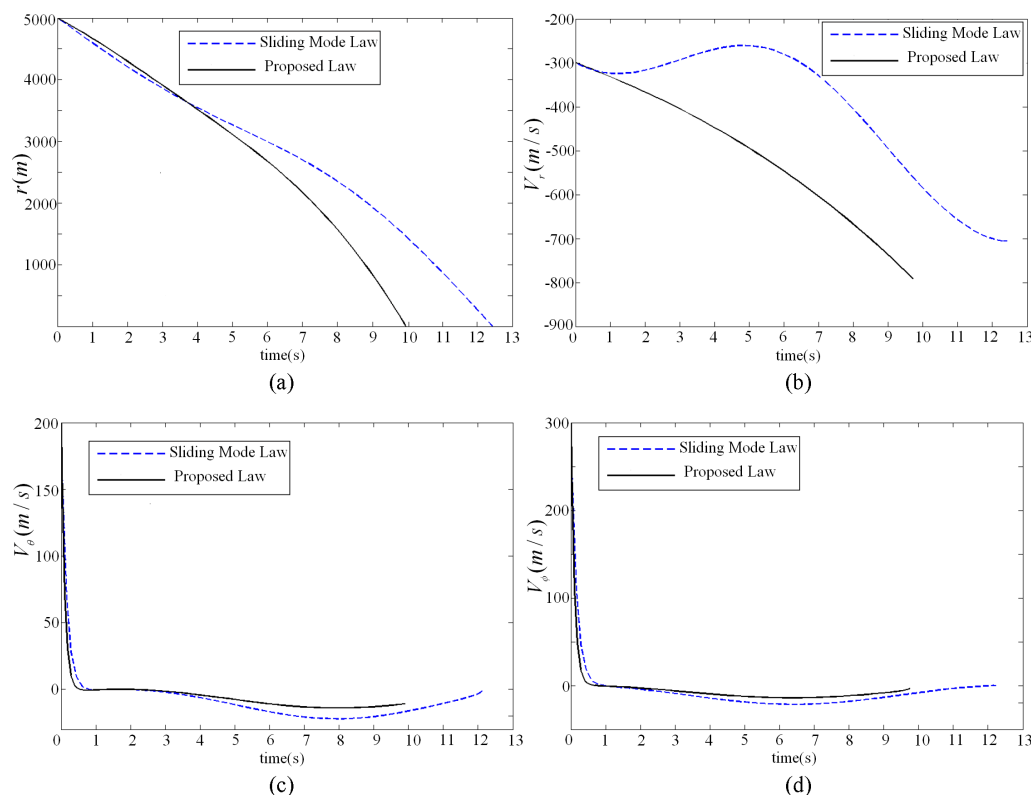 5000
4000
3000
2000
1000
r(m)
Sliding Mode Law
Proposed Law
0 1 2 3 4 5 6 7 8 9 10 11 12 13
time(s)
(a)
-200
-300
-400
-500
-600
-700
-800
-900
V_r (m/s)
Sliding Mode Law
Proposed Law
0 1 2 3 4 5 6 7 8 9 10 11 12 13
time(s)
(b)
200
150
100
50
0
V_θ (m/s)
Sliding Mode Law
Proposed Law
0 1 2 3 4 5 6 7 8 9 10 11 12 13
time(s)
(c)
300
200
100
0
V_φ (m/s)
Sliding Mode Law
Proposed Law
0 1 2 3 4 5 6 7 8 9 10 11 12 13
time(s)
(d)